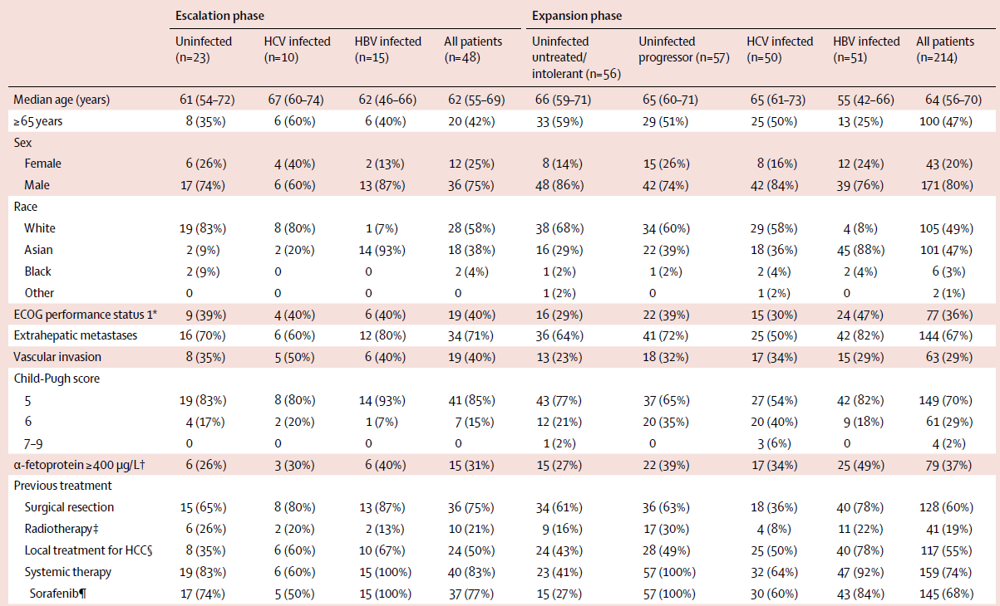 Escalation phase Expansion phase
Uninfected (n=23) HCV infected (n=10) HBV infected (n=15) All patients (n=48) Uninfected untreated/ intolerant (n=56) Uninfected progressor (n=57) HCV infected (n=50) HBV infected (n=51) All patients (n=214)
Median age (years) 61 (54–72) 67 (60–74) 62 (46–66) 62 (55–69) 66 (59–71) 65 (60–71) 65 (61–73) 55 (42–66) 64 (56–70)
≥65 years 8 (35%) 6 (60%) 6 (40%) 20 (42%) 33 (59%) 29 (51%) 25 (50%) 13 (25%) 100 (47%)
Sex
Female 6 (26%) 4 (40%) 2 (13%) 12 (25%) 8 (14%) 15 (26%) 8 (16%) 12 (24%) 43 (20%)
Male 17 (74%) 6 (60%) 13 (87%) 36 (75%) 48 (86%) 42 (74%) 42 (84%) 39 (76%) 171 (80%)
Race
White 19 (83%) 8 (80%) 1 (7%) 28 (58%) 38 (68%) 34 (60%) 29 (58%) 4 (8%) 105 (49%)
Asian 2 (9%) 2 (20%) 14 (93%) 18 (38%) 16 (29%) 22 (39%) 18 (36%) 45 (88%) 101 (47%)
Black 2 (9%) 0 0 2 (4%) 1 (2%) 1 (2%) 2 (4%) 2 (4%) 6 (3%)
Other 0 0 0 0 1 (2%) 0 1 (2%) 0 2 (1%)
ECOG performance status 1* 9 (39%) 4 (40%) 6 (40%) 19 (40%) 16 (29%) 22 (39%) 15 (30%) 24 (47%) 77 (36%)
Extrahepatic metastases 16 (70%) 6 (60%) 12 (80%) 34 (71%) 36 (64%) 41 (72%) 25 (50%) 42 (82%) 144 (67%)
Vascular invasion 8 (35%) 5 (50%) 6 (40%) 19 (40%) 13 (23%) 18 (32%) 17 (34%) 15 (29%) 63 (29%)
Child-Pugh score
5 19 (83%) 8 (80%) 14 (93%) 41 (85%) 43 (77%) 37 (65%) 27 (54%) 42 (82%) 149 (70%)
6 4 (17%) 2 (20%) 1 (7%) 7 (15%) 12 (21%) 20 (35%) 20 (40%) 9 (18%) 61 (29%)
7–9 0 0 0 0 1 (2%) 0 3 (6%) 0 4 (2%)
α-fetoprotein ≥400 μg/L† 6 (26%) 3 (30%) 6 (40%) 15 (31%) 15 (27%) 22 (39%) 17 (34%) 25 (49%) 79 (37%)
Previous treatment
Surgical resection 15 (65%) 8 (80%) 13 (87%) 36 (75%) 34 (61%) 36 (63%) 18 (36%) 40 (78%) 128 (60%)
Radiotherapy‡ 6 (26%) 2 (20%) 2 (13%) 10 (21%) 9 (16%) 17 (30%) 4 (8%) 11 (22%) 41 (19%)
Local treatment for HCC§ 8 (35%) 6 (60%) 10 (67%) 24 (50%) 24 (43%) 28 (49%) 25 (50%) 40 (78%) 117 (55%)
Systemic therapy 19 (83%) 6 (60%) 15 (100%) 40 (83%) 23 (41%) 57 (100%) 32 (64%) 47 (92%) 159 (74%)
Sorafenib¶ 17 (74%) 5 (50%) 15 (100%) 37 (77%) 15 (27%) 57 (100%) 30 (60%) 43 (84%) 145 (68%)